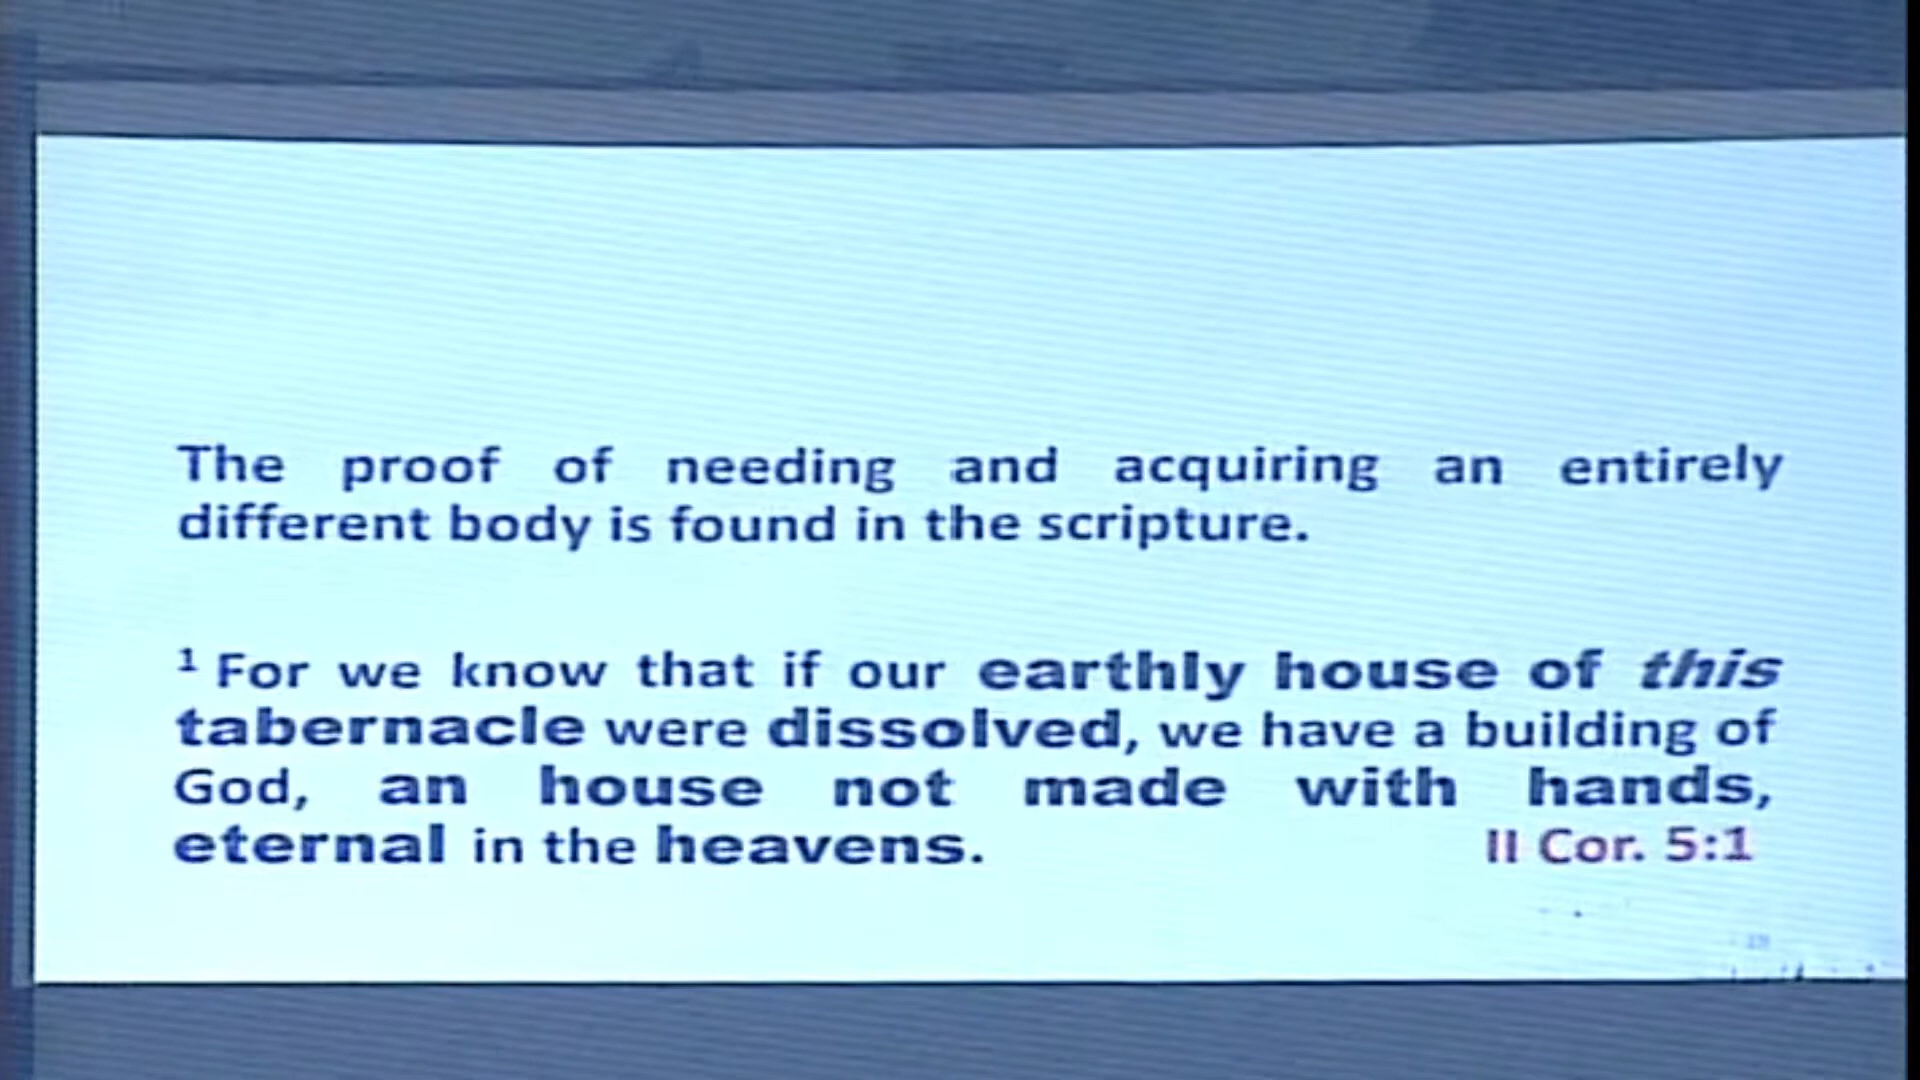 The proof of needing and acquiring an entirely
different body is found in the scripture.
¹ For we know that if our earthly house of this
tabernacle were dissolved, we have a building of
God, an house not made with hands,
eternal in the heavens. II Cor. 5:1